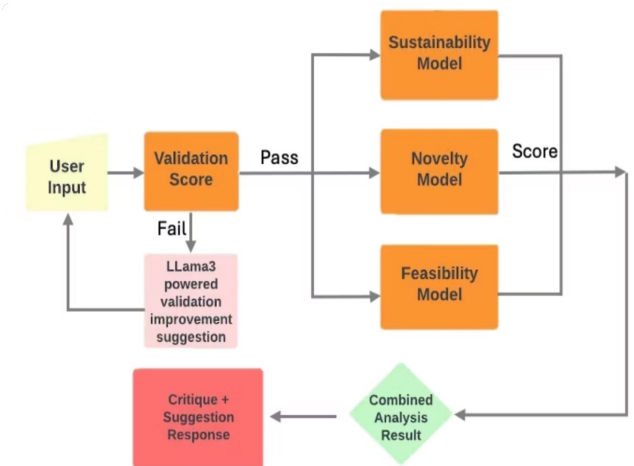 Sustainability
Model
User
Input
Validation
Score
Pass
Novelty
Model
Score
Fail
LLama3
powered
validation
improvement
suggestion
Feasibility
Model
Critique +
Suggestion
Response
Combined
Analysis
Result